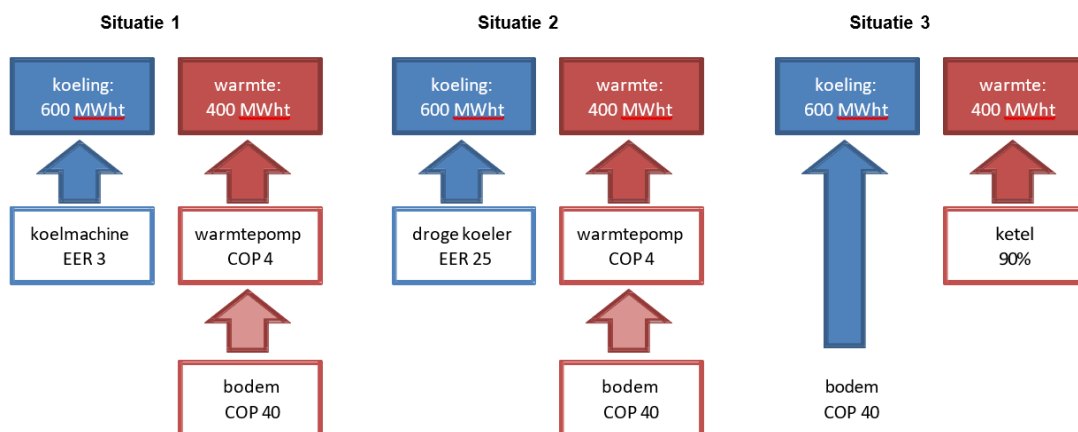 Situatie 1
koeling:
600 MWht
warmte:
400 MWht
koelmachine
EER 3
warmtepomp
COP 4
bodem
COP 40
Situatie 2
koeling:
600 MWht
warmte:
400 MWht
droge koeler
EER 25
warmtepomp
COP 4
bodem
COP 40
Situatie 3
koeling:
600 MWht
warmte:
400 MWht
ketel
90%
bodem
COP 40